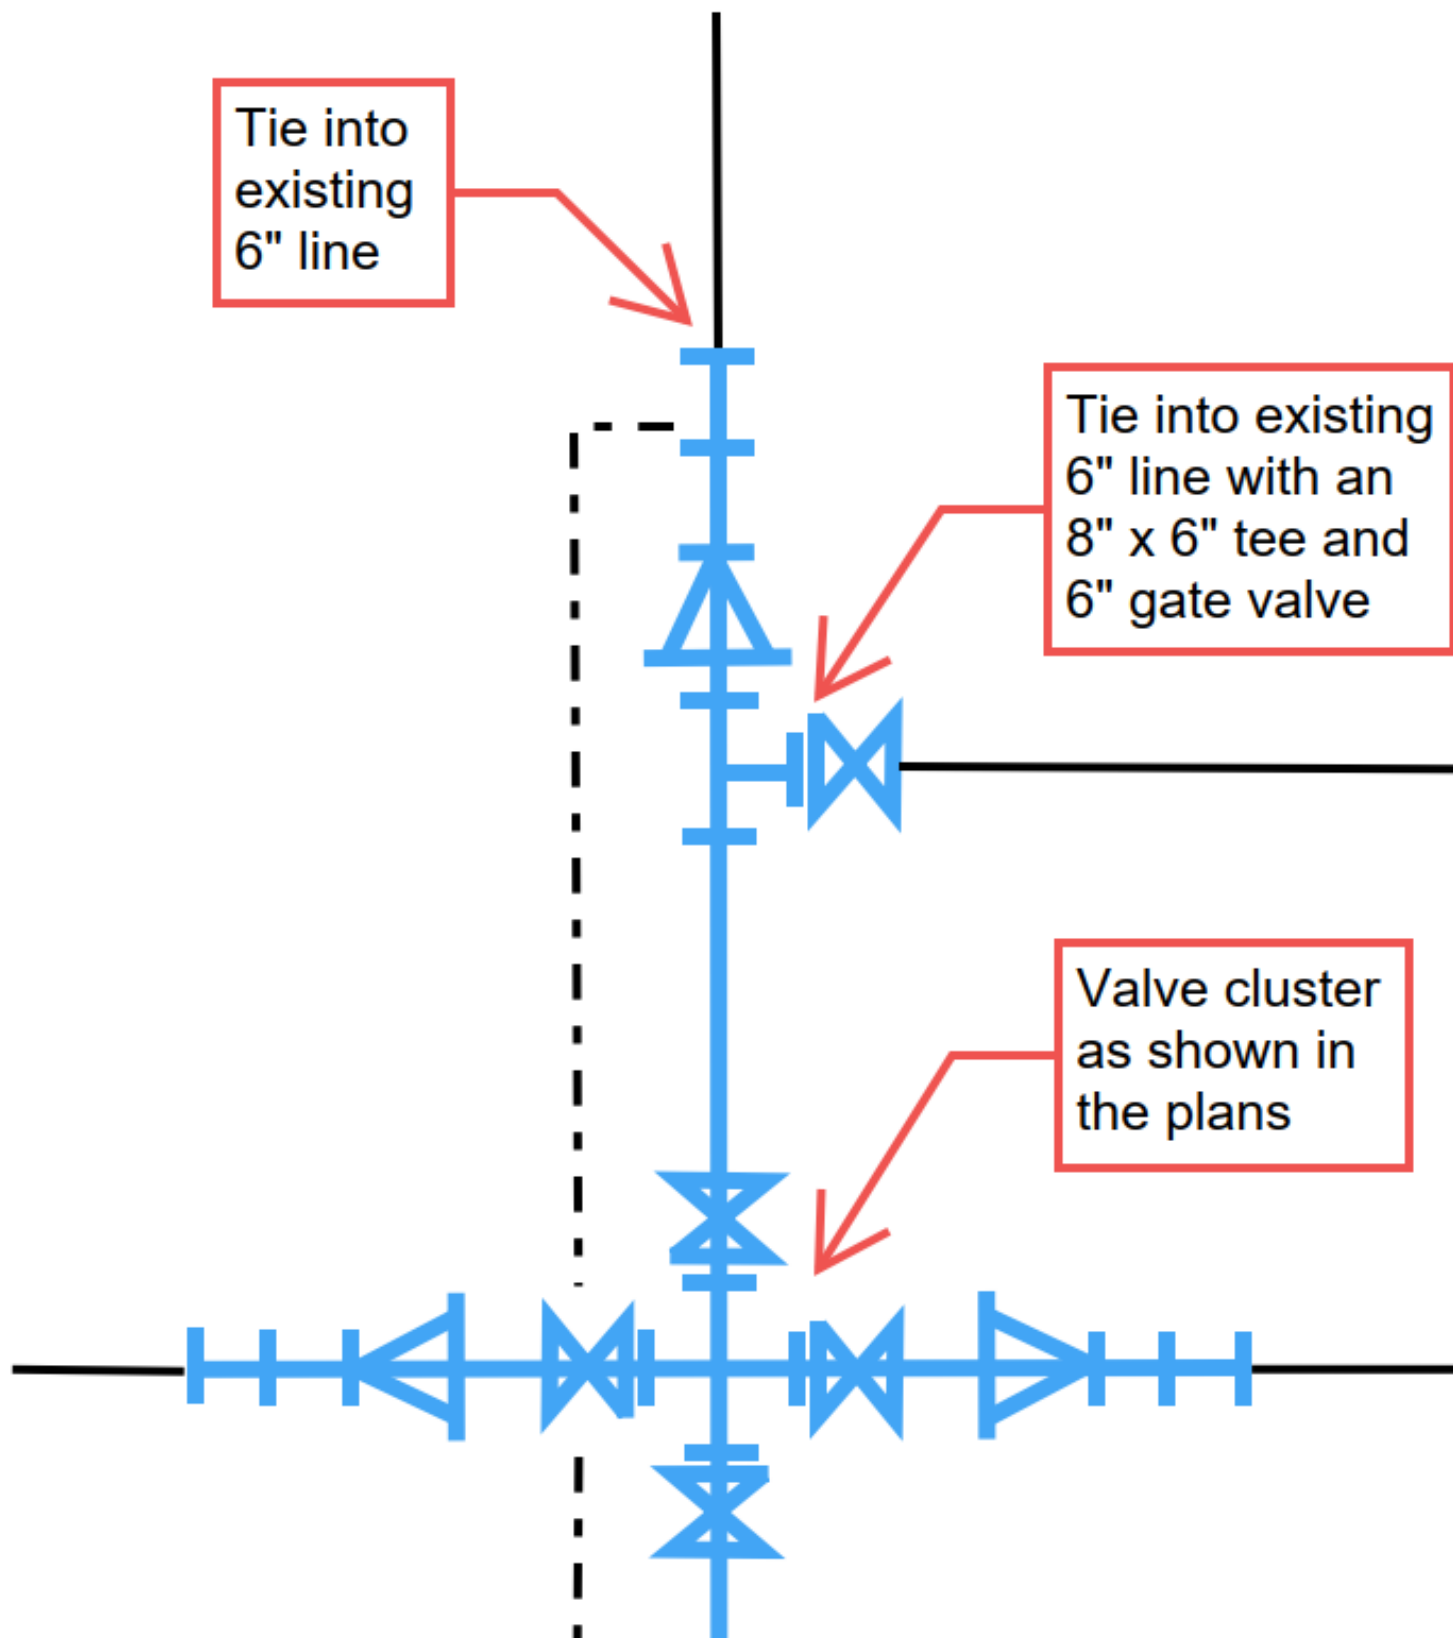 Tie into
existing
6" line
Tie into existing
6" line with an
8" x 6" tee and
6" gate valve
Valve cluster
as shown in
the plans